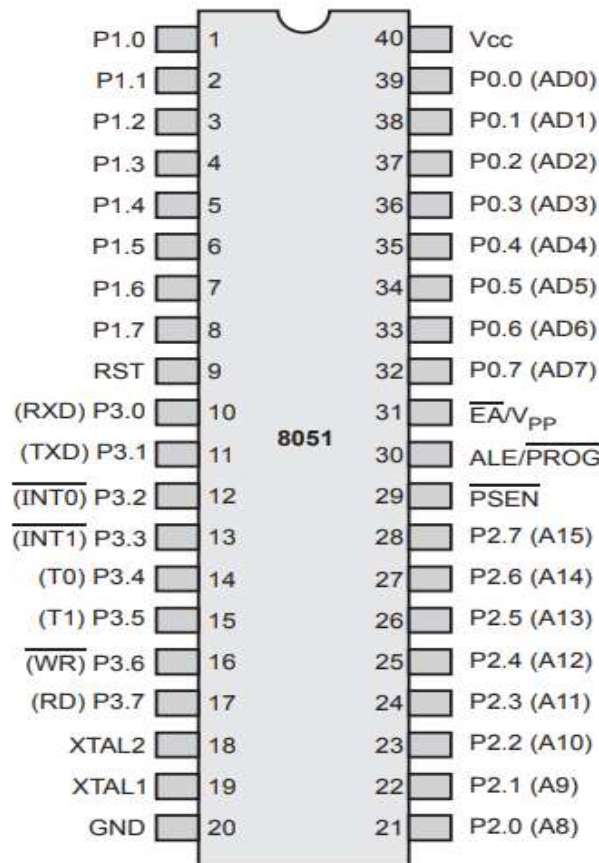 P1.0 1 40 Vcc
P1.1 2 39 P0.0 (AD0)
P1.2 3 38 P0.1 (AD1)
P1.3 4 37 P0.2 (AD2)
P1.4 5 36 P0.3 (AD3)
P1.5 6 35 P0.4 (AD4)
P1.6 7 34 P0.5 (AD5)
P1.7 8 33 P0.6 (AD6)
RST 9 32 P0.7 (AD7)
(RXD) P3.0 10 31 E̅A̅/VPP
8051
(TXD) P3.1 11 30 ALE/P̅R̅O̅G̅
(I̅N̅T̅0̅) P3.2 12 29 P̅S̅E̅N̅
(I̅N̅T̅1̅) P3.3 13 28 P2.7 (A15)
(T0) P3.4 14 27 P2.6 (A14)
(T1) P3.5 15 26 P2.5 (A13)
(W̅R̅) P3.6 16 25 P2.4 (A12)
(RD) P3.7 17 24 P2.3 (A11)
XTAL2 18 23 P2.2 (A10)
XTAL1 19 22 P2.1 (A9)
GND 20 21 P2.0 (A8)